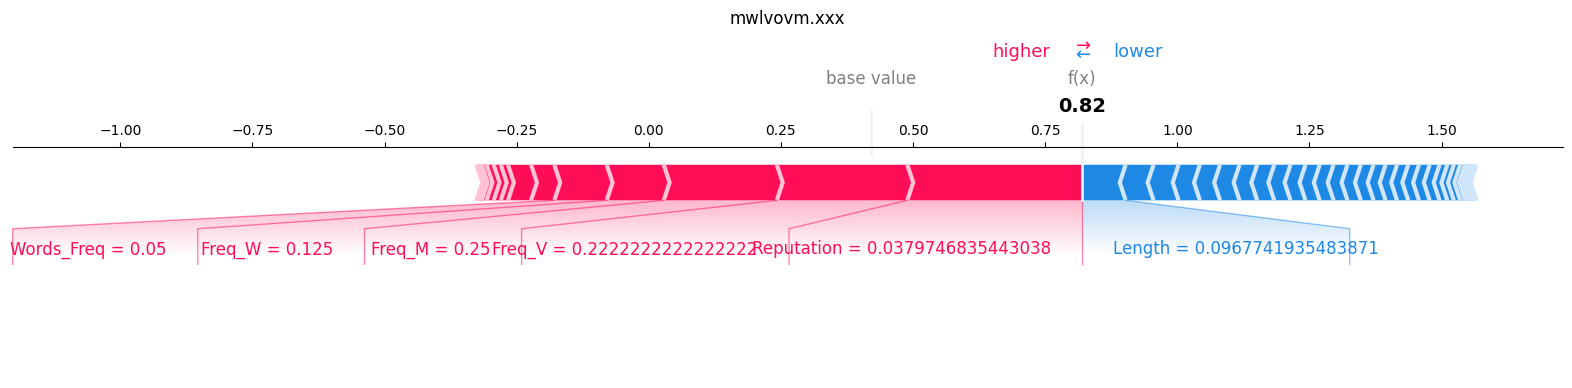 mwlvovm.xxx
higher ⇄ lower
base value f(x)
0.82
−1.00 −0.75 −0.50 −0.25 0.00 0.25 0.50 0.75 1.00 1.25 1.50
Words_Freq = 0.05 Freq_W = 0.125 Freq_M = 0.25 Freq_V = 0.2222222222222222 Reputation = 0.0379746835443038 Length = 0.0967741935483871